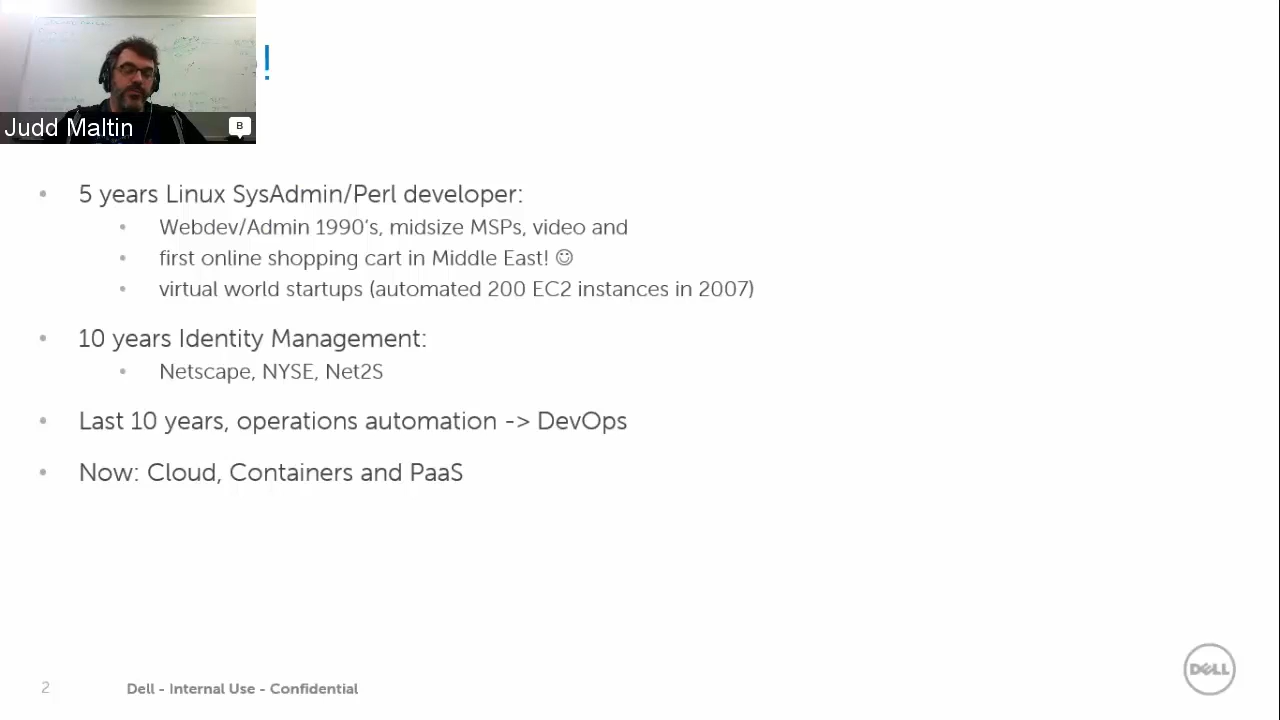 !
Judd Maltin
B
5 years Linux SysAdmin/Perl developer:
Webdev/Admin 1990's, midsize MSPs, video and
first online shopping cart in Middle East! ☺
virtual world startups (automated 200 EC2 instances in 2007)
10 years Identity Management:
Netscape, NYSE, Net2S
Last 10 years, operations automation -> DevOps
Now: Cloud, Containers and PaaS
2
Dell - Internal Use - Confidential
DELL